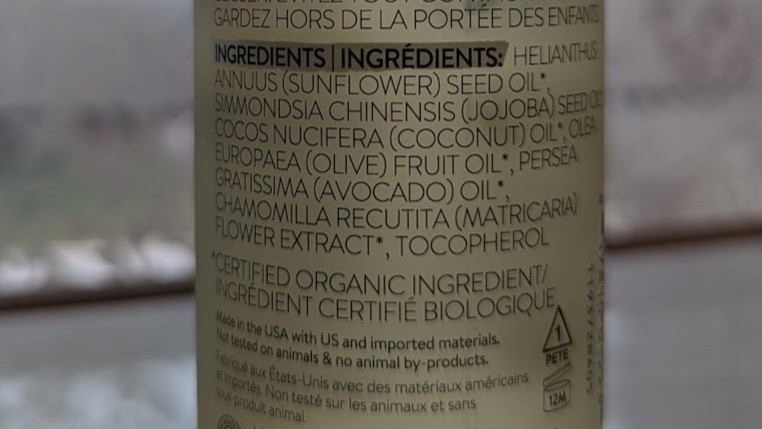 GARDEZ HORS DE LA PORTÉE DES ENFANTS
INGREDIENTS | INGRÉDIENTS: HELIANTHUS
ANNUUS (SUNFLOWER) SEED OIL*,
SIMMONDSIA CHINENSIS (JOJOBA) SEED
COCOS NUCIFERA (COCONUT) OIL*, OLEA
EUROPAEA (OLIVE) FRUIT OIL*, PERSEA
GRATISSIMA (AVOCADO) OIL*,
CHAMOMILLA RECUTITA (MATRICARIA)
FLOWER EXTRACT*, TOCOPHEROL
*CERTIFIED ORGANIC INGREDIENT/
INGRÉDIENT CERTIFIÉ BIOLOGIQUE
Made in the USA with US and imported materials.
Not tested on animals & no animal by-products.
Fabriqué aux États-Unis avec des matériaux américains
et importés. Non testé sur les animaux et sans
sous produit animal.
1
PETE
12M